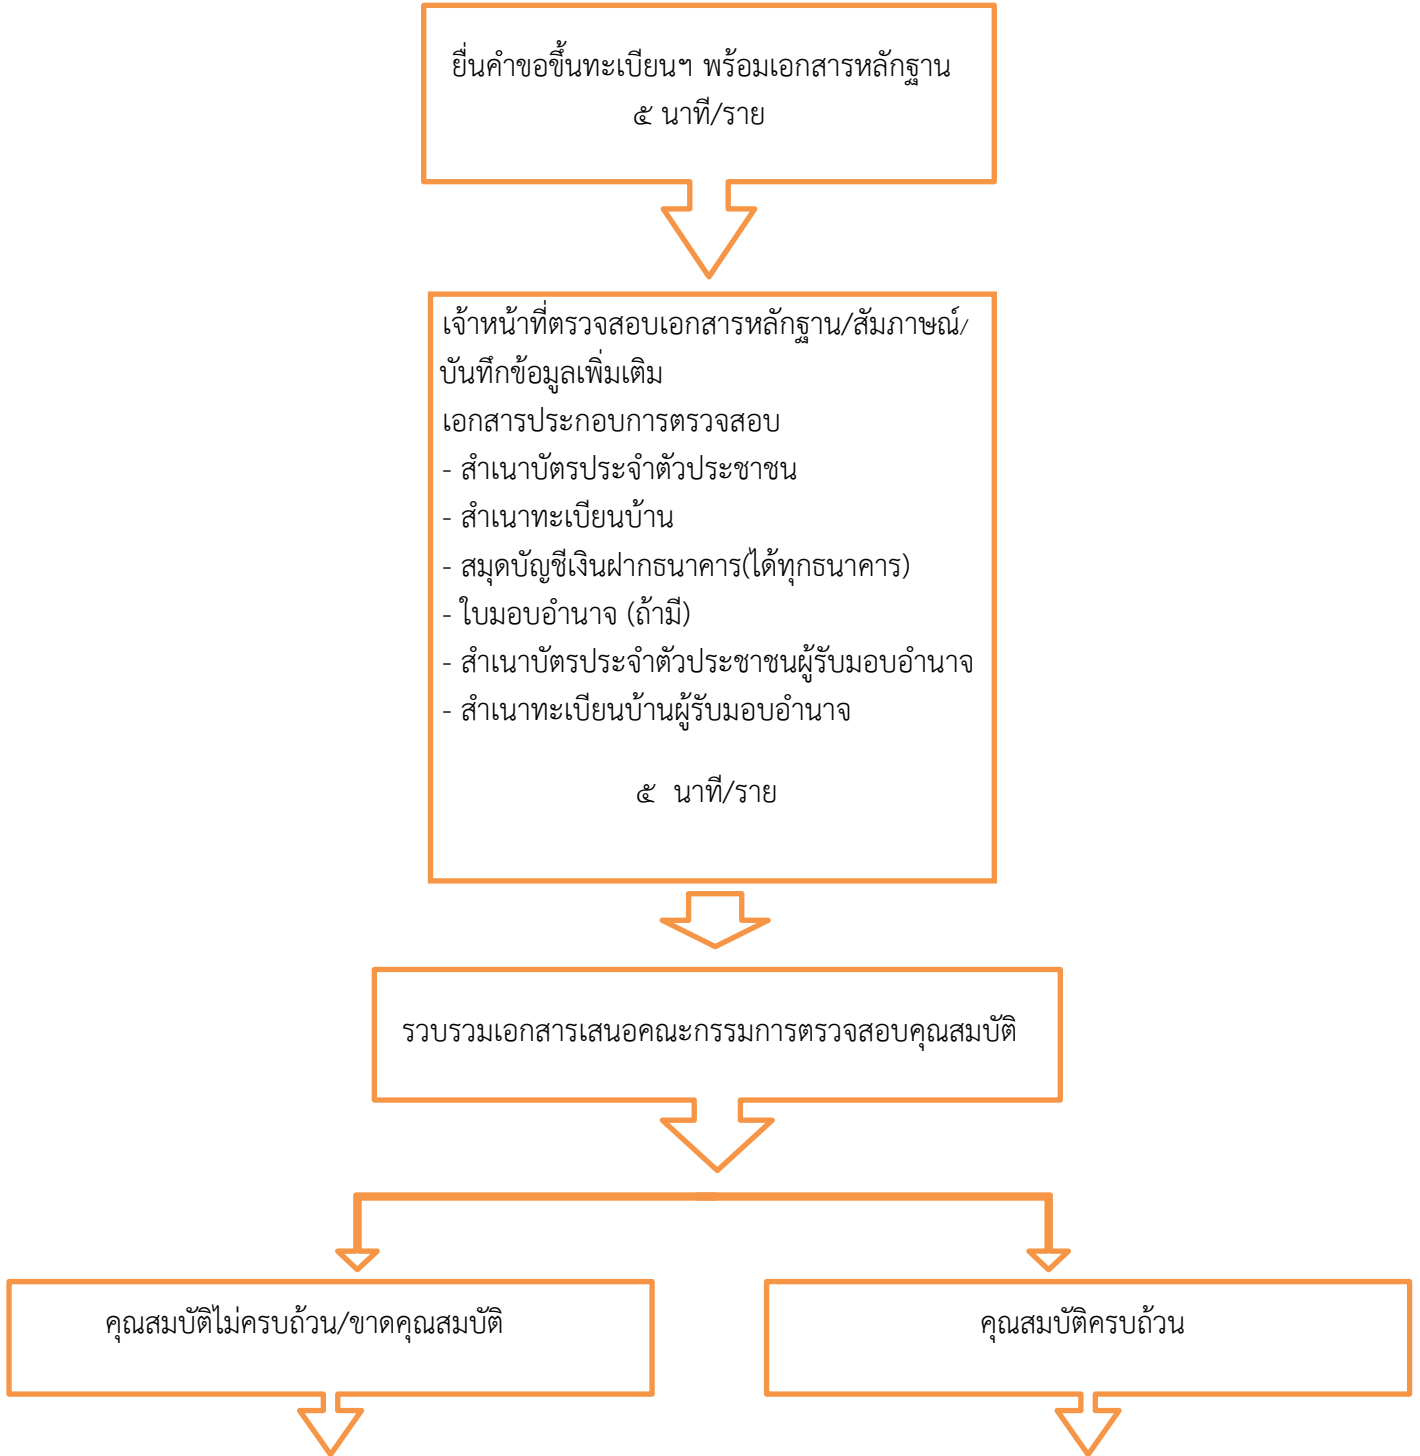 ยื่นคำขอขึ้นทะเบียนฯ พร้อมเอกสารหลักฐาน
๕ นาที/ราย
เจ้าหน้าที่ตรวจสอบเอกสารหลักฐาน/สัมภาษณ์/
บันทึกข้อมูลเพิ่มเติม
เอกสารประกอบการตรวจสอบ
- สำเนาบัตรประจำตัวประชาชน
- สำเนาทะเบียนบ้าน
- สมุดบัญชีเงินฝากธนาคาร(ได้ทุกธนาคาร)
- ใบมอบอำนาจ (ถ้ามี)
- สำเนาบัตรประจำตัวประชาชนผู้รับมอบอำนาจ
- สำเนาทะเบียนบ้านผู้รับมอบอำนาจ
๕ นาที/ราย
รวบรวมเอกสารเสนอคณะกรรมการตรวจสอบคุณสมบัติ
คุณสมบัติไม่ครบถ้วน/ขาดคุณสมบัติ
คุณสมบัติครบถ้วน